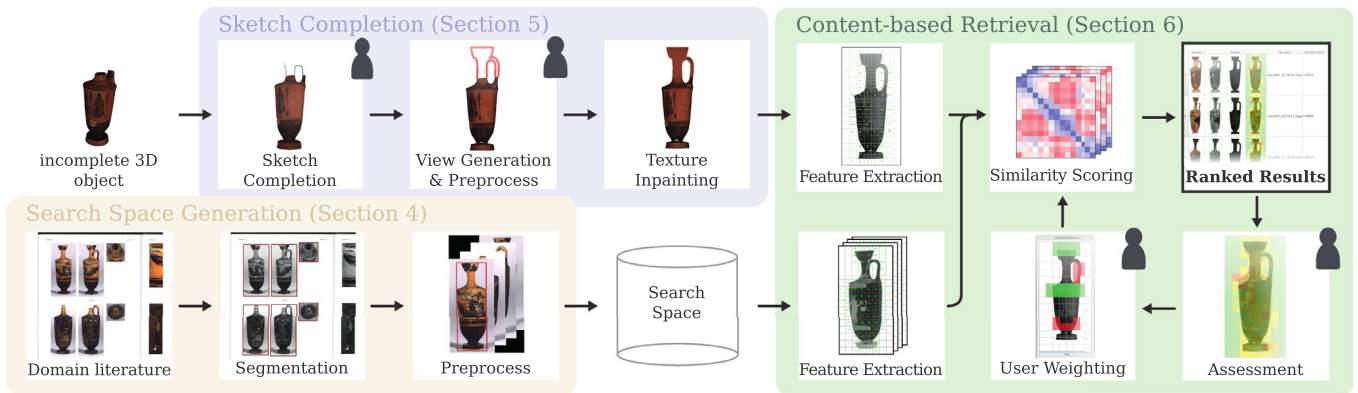 Sketch Completion (Section 5)
Content-based Retrieval (Section 6)
incomplete 3D
object
Sketch
Completion
View Generation
& Preprocess
Texture
Inpainting
Feature Extraction
Similarity Scoring
Ranked Results
Search Space Generation (Section 4)
Domain literature
Segmentation
Preprocess
Search
Space
Feature Extraction
User Weighting
Assessment